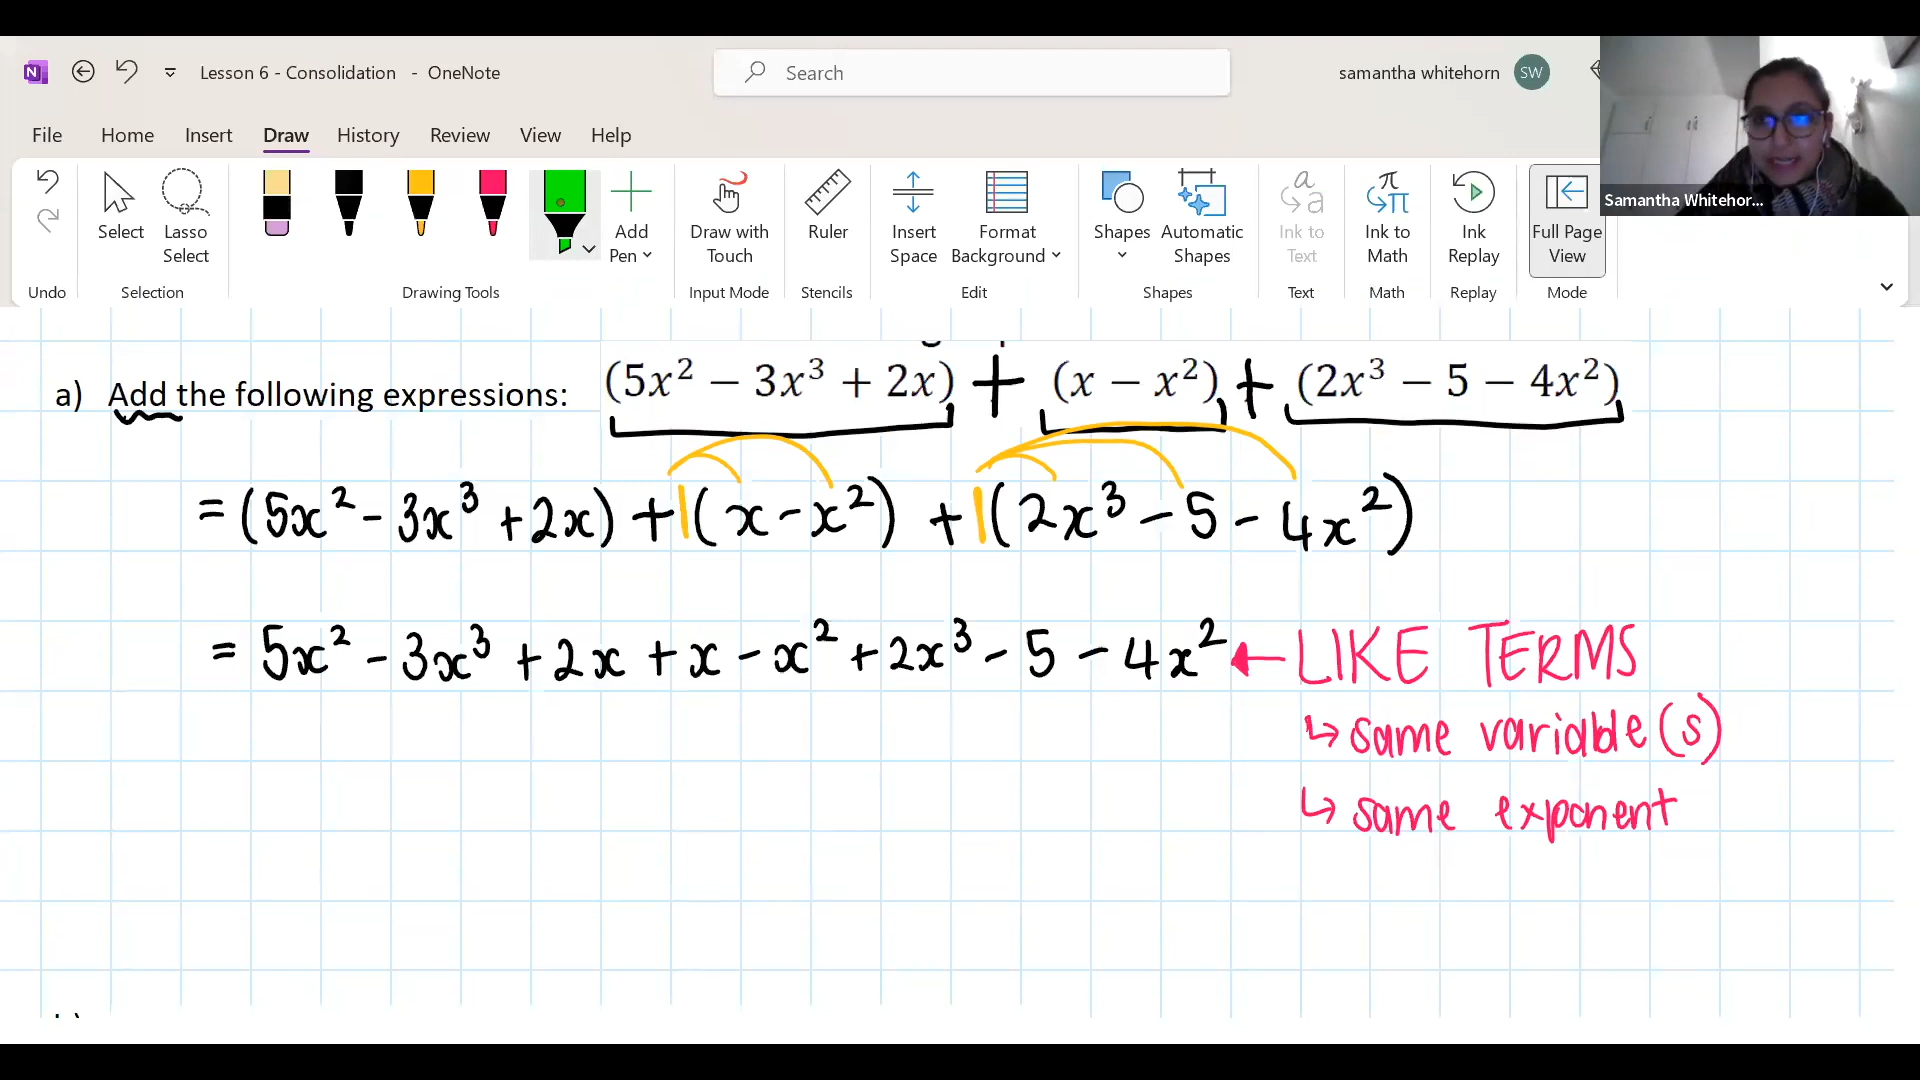 Lesson 6 - Consolidation - OneNote
Search
samantha whitehorn SW
File Home Insert Draw History Review View Help
Select
Lasso Select
Add Pen
Draw with Touch
Ruler
Insert Space
Format Background
Shapes
Automatic Shapes
Ink to Text
Ink to Math
Ink Replay
Full Page View
Samantha Whitehor...
Undo Selection Drawing Tools Input Mode Stencils Edit Shapes Text Math Replay Mode
a) Add the following expressions: (5x² − 3x³ + 2x) + (x − x²) + (2x³ − 5 − 4x²)
= (5x² - 3x³ + 2x) + 1(x - x²) + 1(2x³ - 5 - 4x²)
= 5x² - 3x³ + 2x + x - x² + 2x³ - 5 - 4x² ← LIKE TERMS
↳ same variable(s)
↳ same exponent